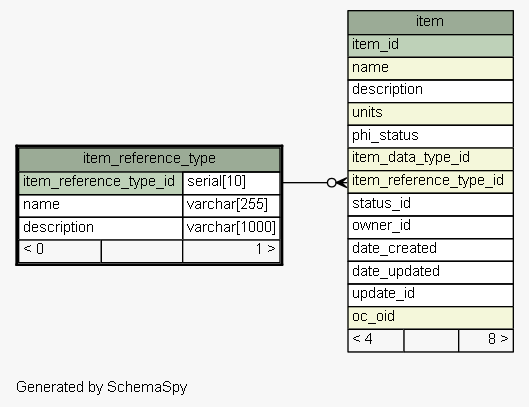 item_reference_type
item_reference_type_id serial[10]
name varchar[255]
description varchar[1000]
< 0 1 >
item
item_id
name
description
units
phi_status
item_data_type_id
item_reference_type_id
status_id
owner_id
date_created
date_updated
update_id
oc_oid
< 4 8 >
Generated by SchemaSpy